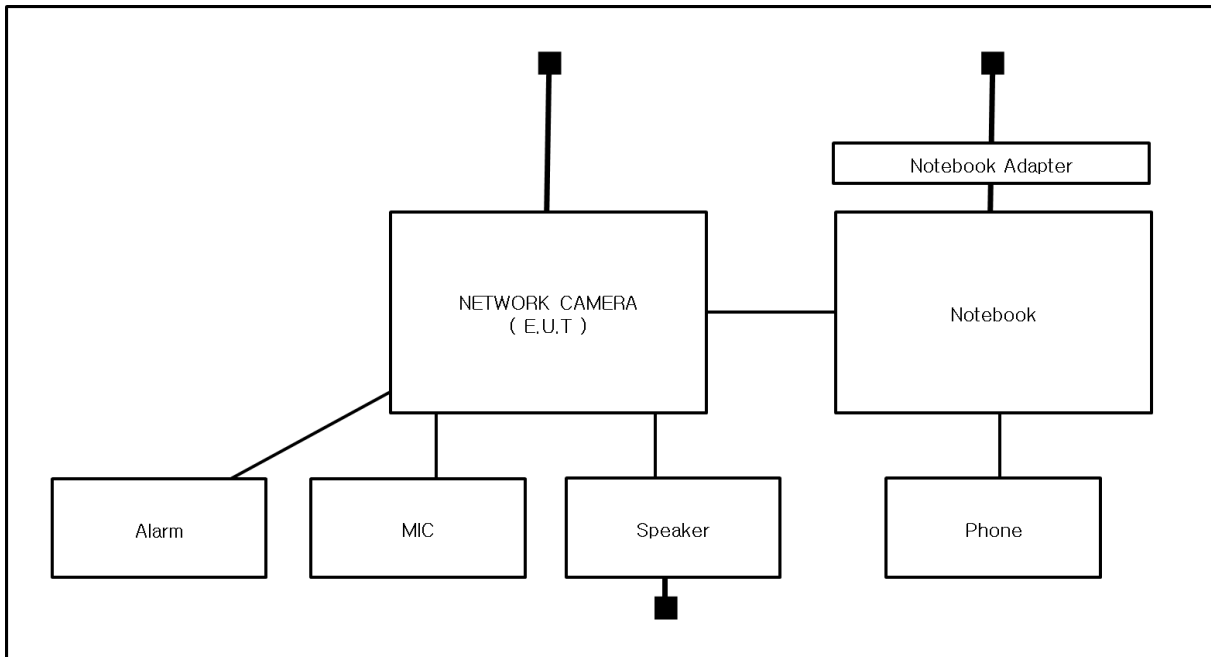 Notebook Adapter
NETWORK CAMERA
( E.U.T )
Notebook
Alarm
MIC
Speaker
Phone